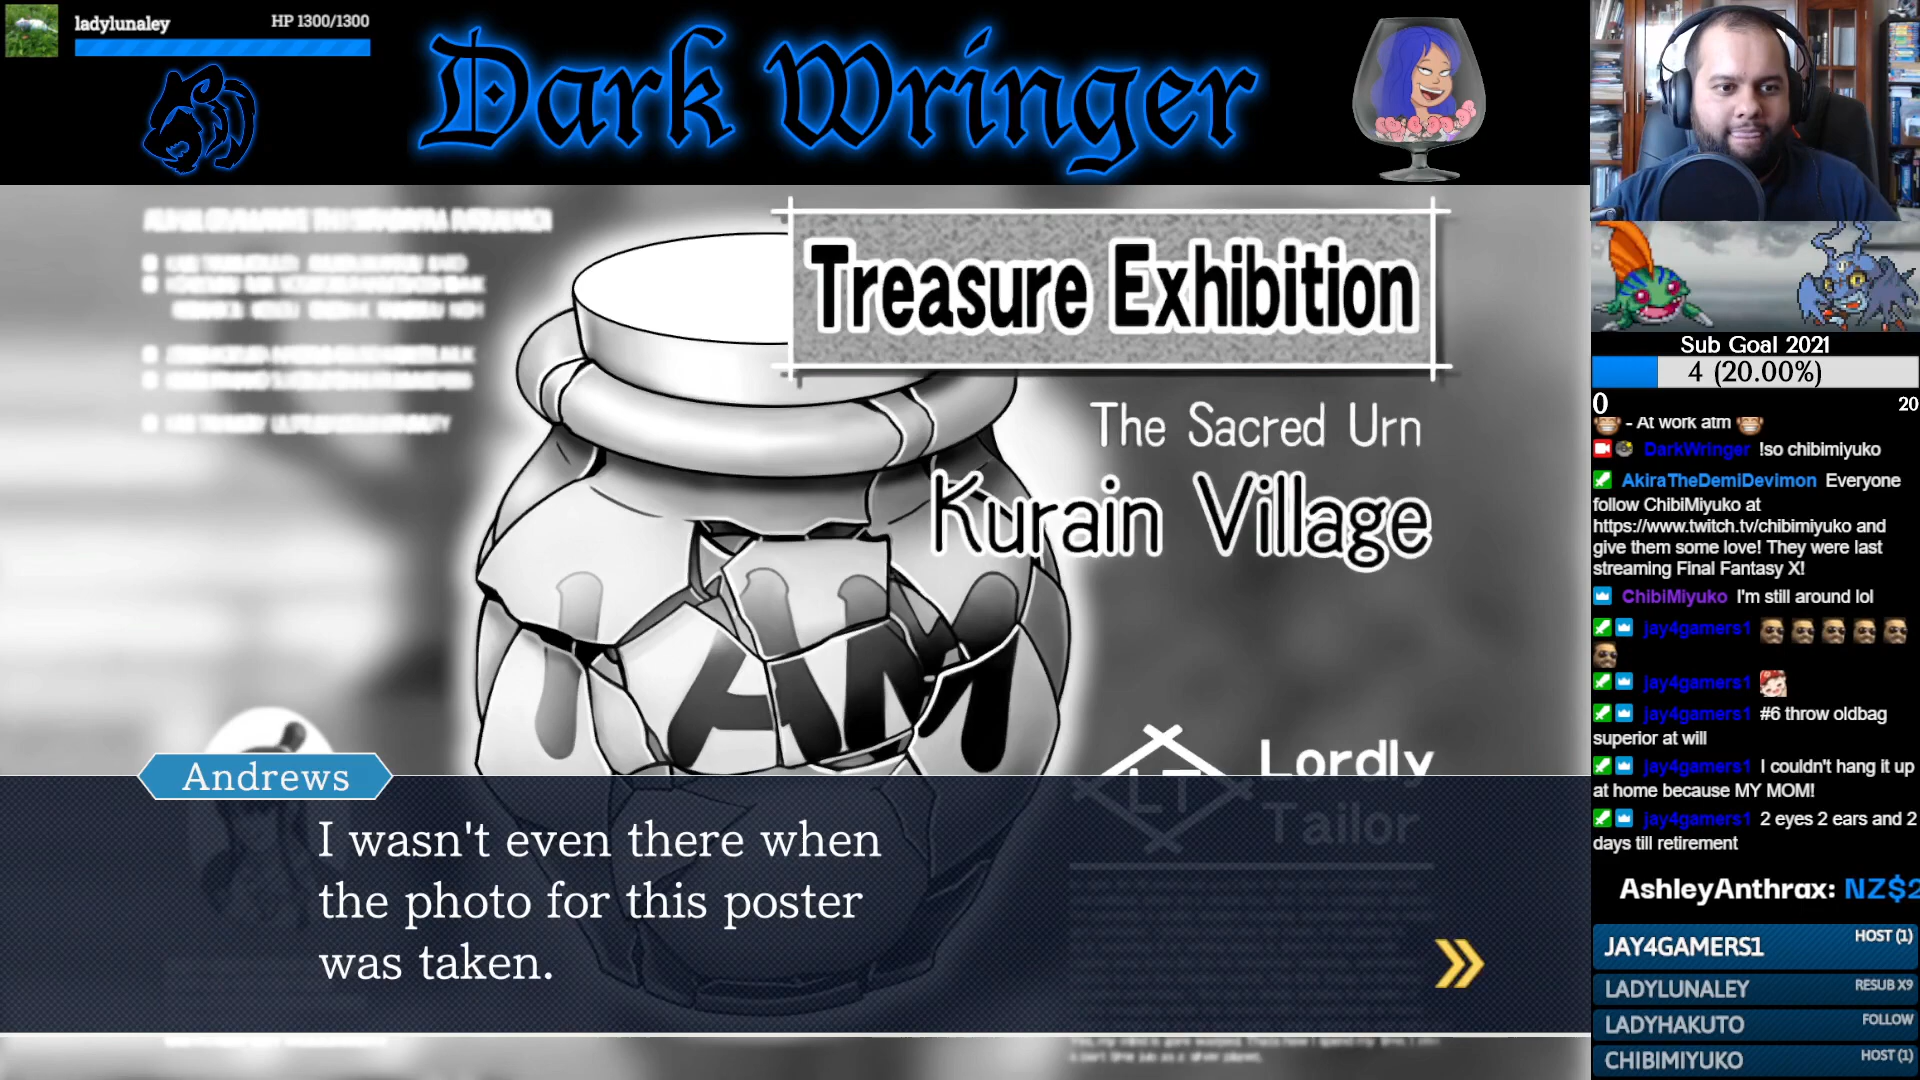 ladylunaley
HP 1300/1300
Dark Wringer
Treasure Exhibition
The Sacred Urn
Kurain Village
I AM
LT
Lordly
Tailor
Andrews
I wasn't even there when
the photo for this poster
was taken.
Sub Goal 2021
4 (20.00%)
0
20
- At work atm
DarkWringer !so chibimiyuko
AkiraTheDemiDevimon Everyone
follow ChibiMiyuko at
https://www.twitch.tv/chibimiyuko and
give them some love! They were last
streaming Final Fantasy X!
ChibiMiyuko I'm still around lol
jay4gamers1
jay4gamers1
jay4gamers1 #6 throw oldbag
superior at will
jay4gamers1 I couldn't hang it up
at home because MY MOM!
jay4gamers1 2 eyes 2 ears and 2
days till retirement
AshleyAnthrax: NZ$2
JAY4GAMERS1 HOST (1)
LADYLUNALEY RESUB X9
LADYHAKUTO FOLLOW
CHIBIMIYUKO HOST (1)